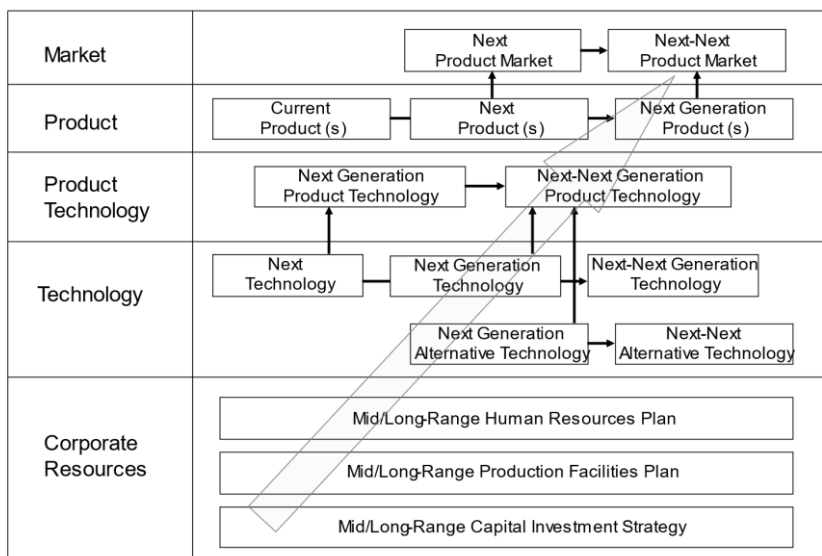 Market
Next
Product Market
Next-Next
Product Market
Product
Current
Product (s)
Next
Product (s)
Next Generation
Product (s)
Product
Technology
Next Generation
Product Technology
Next-Next Generation
Product Technology
Technology
Next
Technology
Next Generation
Technology
Next-Next Generation
Technology
Next Generation
Alternative Technology
Next-Next
Alternative Technology
Corporate
Resources
Mid/Long-Range Human Resources Plan
Mid/Long-Range Production Facilities Plan
Mid/Long-Range Capital Investment Strategy